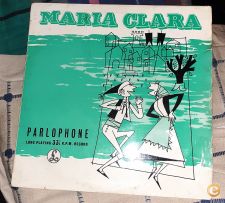 MARIA CLARA
PARLOPHONE
LONG PLAYING 33⅓ R.P.M. RECORD